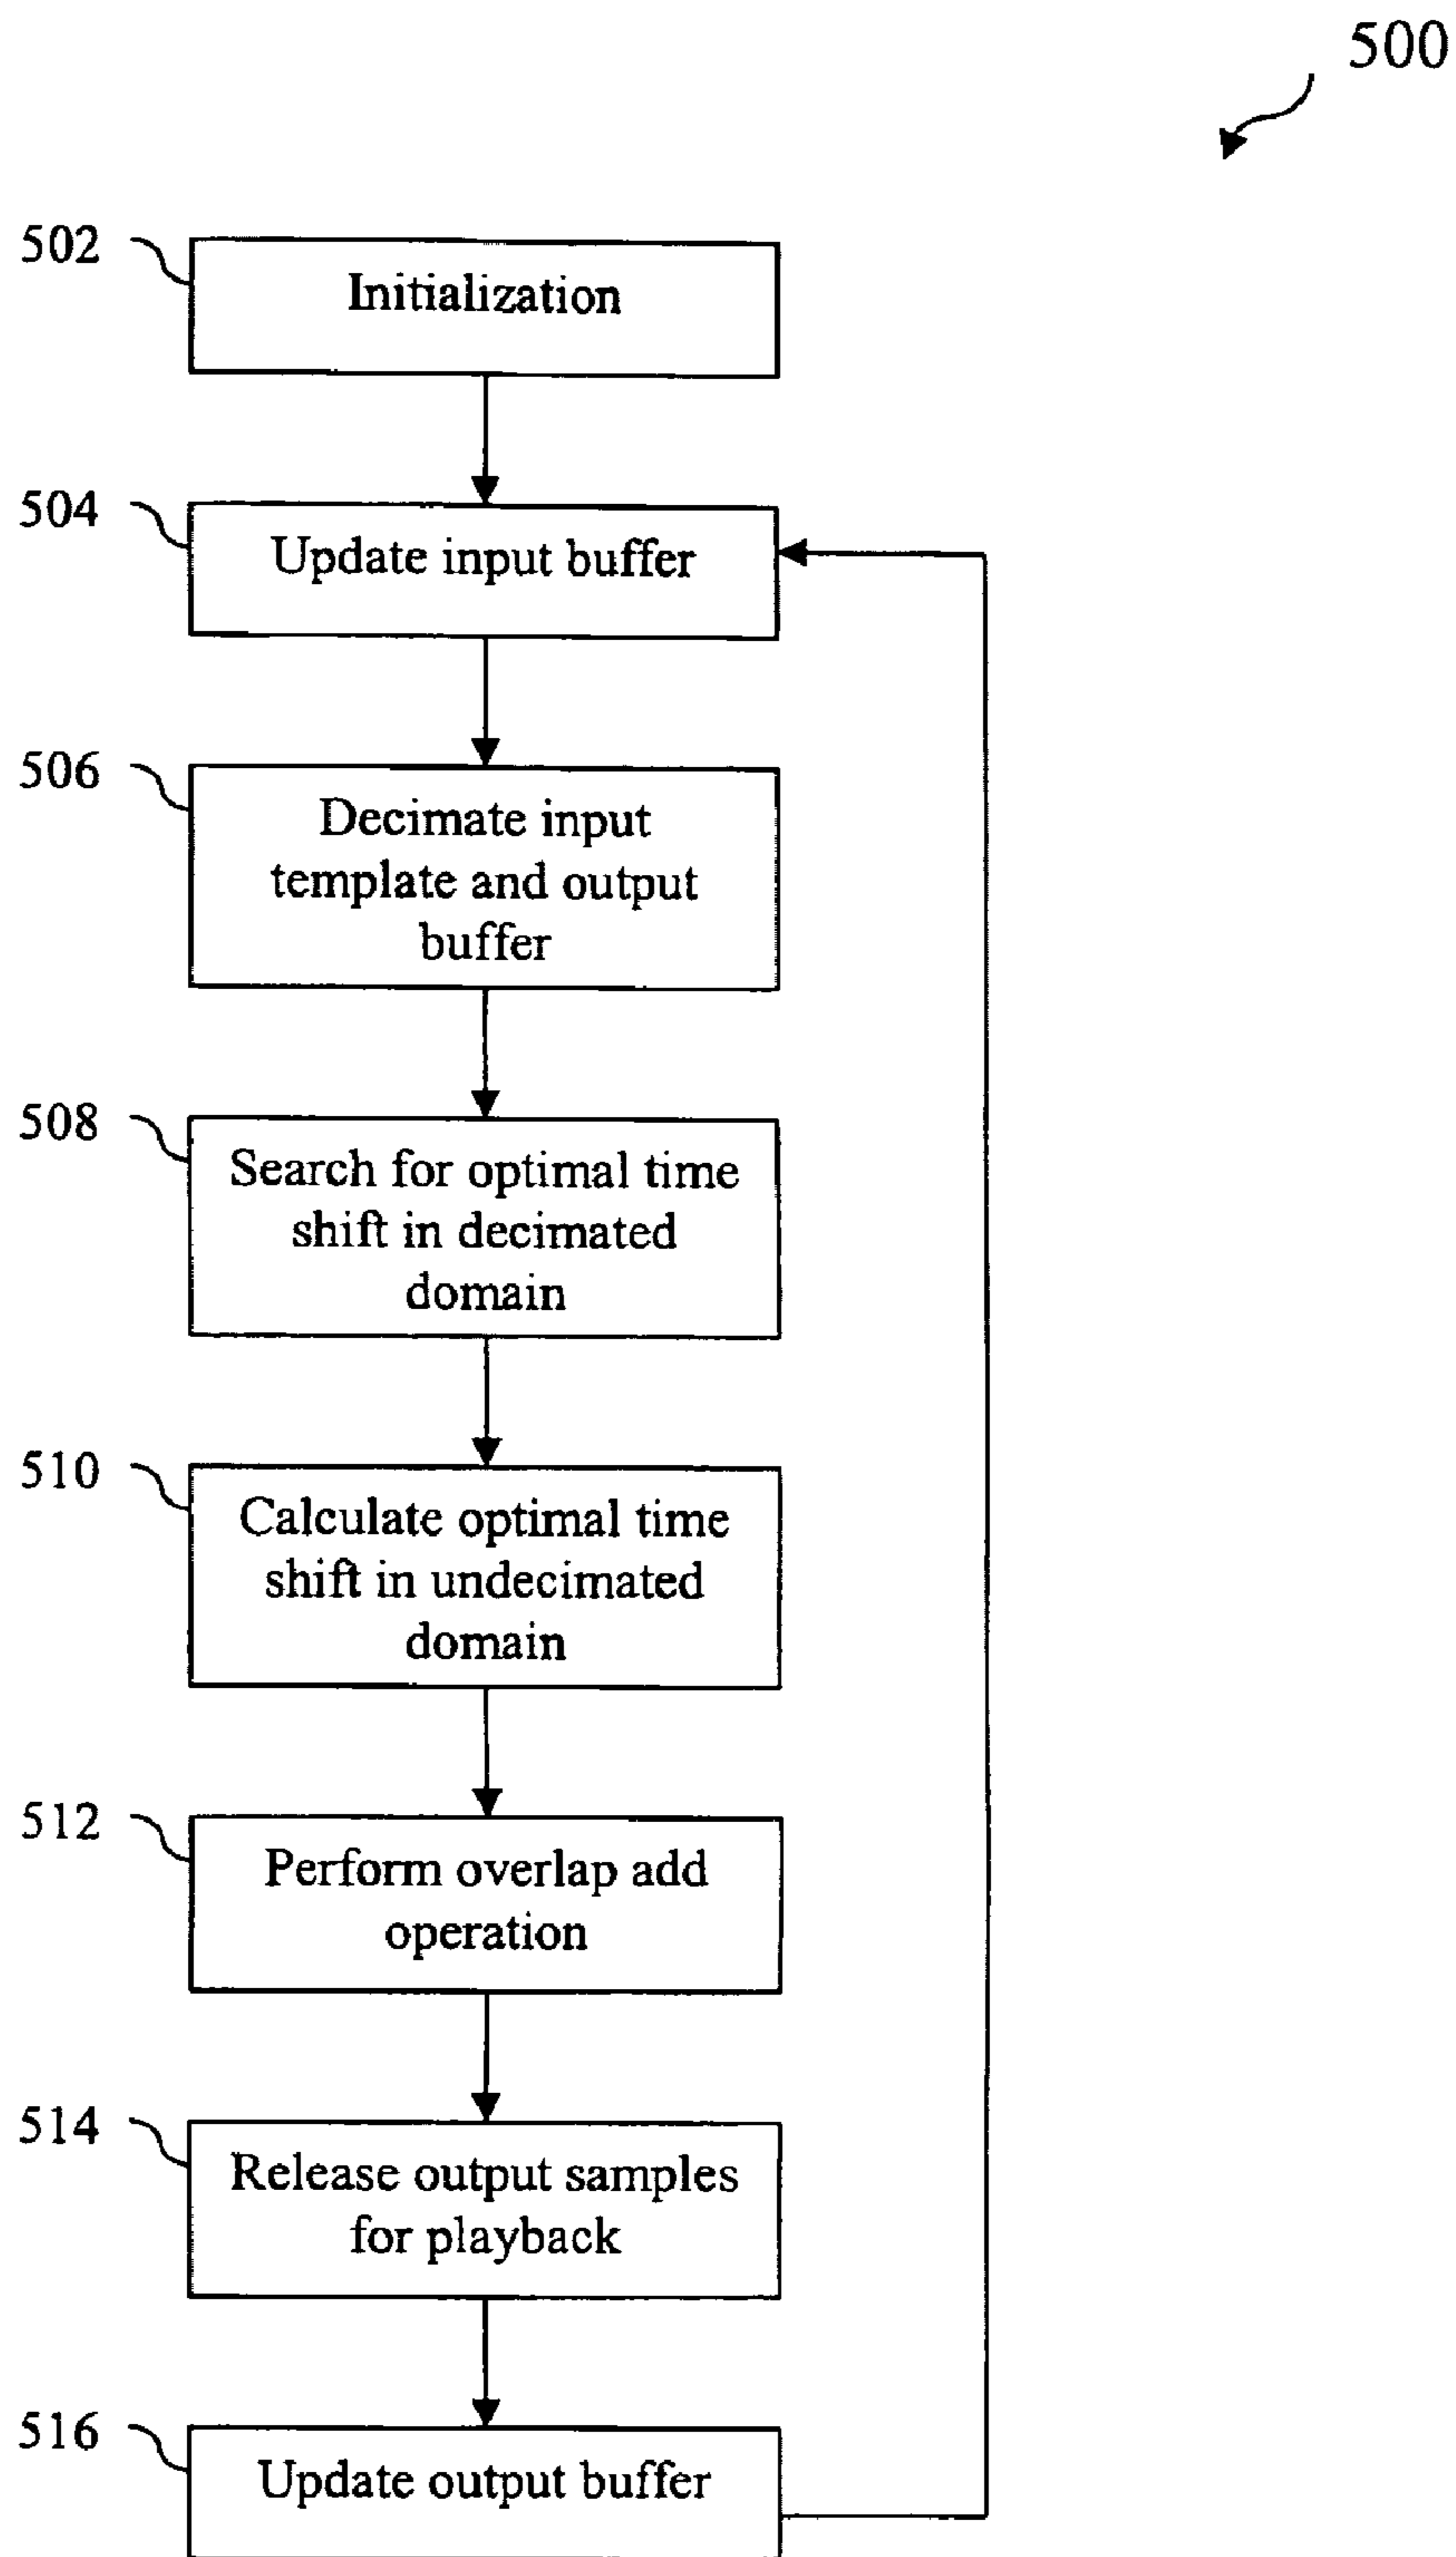 500
502
Initialization
504
Update input buffer
506
Decimate input
template and output
buffer
508
Search for optimal time
shift in decimated
domain
510
Calculate optimal time
shift in undecimated
domain
512
Perform overlap add
operation
514
Release output samples
for playback
516
Update output buffer